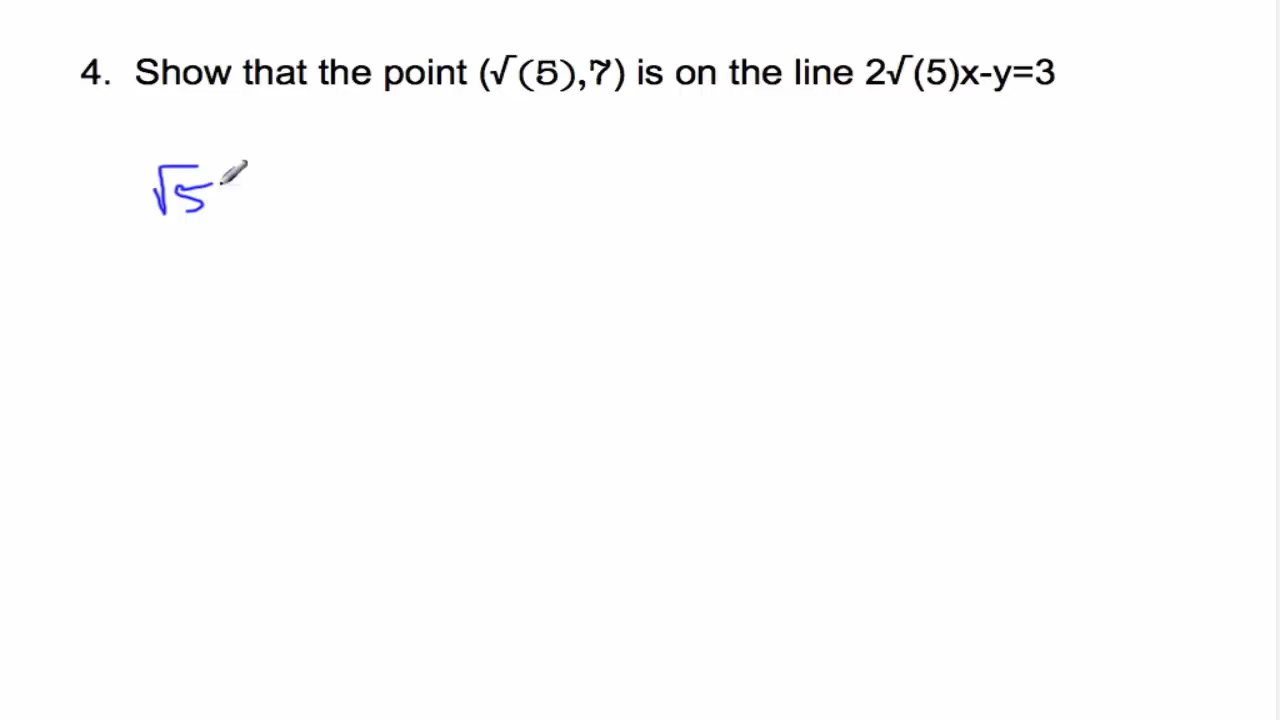 4. Show that the point (√(5),7) is on the line 2√(5)x-y=3
√5